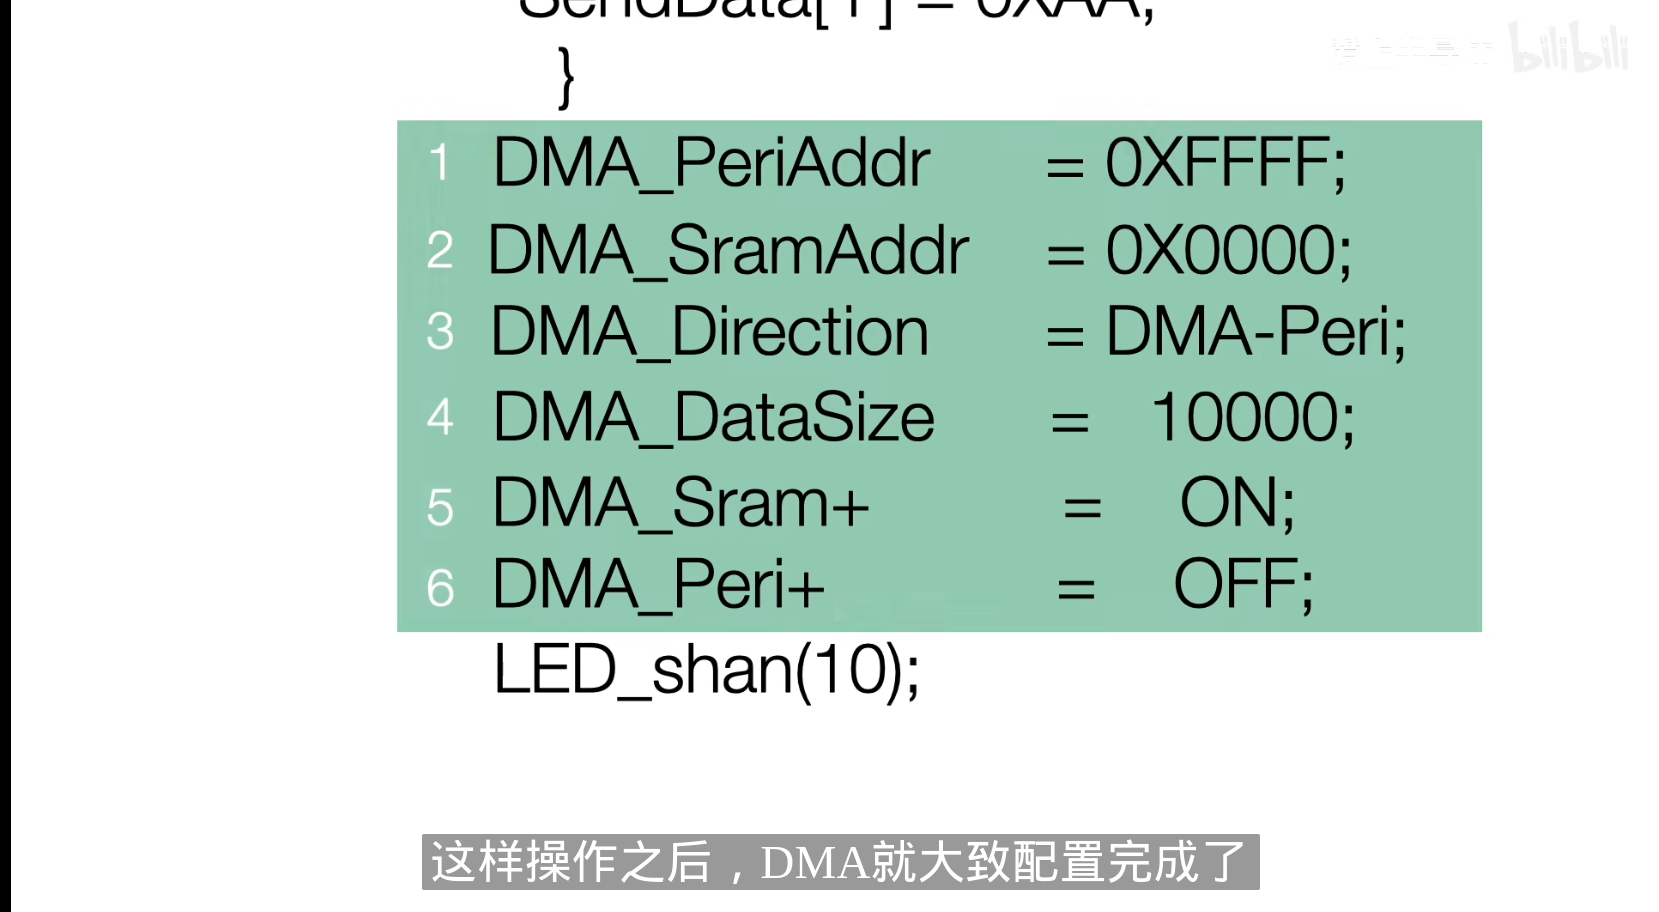 SendData[1] = 0XAA;
}
bilibili
1 DMA_PeriAddr = 0XFFFF;
2 DMA_SramAddr = 0X0000;
3 DMA_Direction = DMA-Peri;
4 DMA_DataSize = 10000;
5 DMA_Sram+ = ON;
6 DMA_Peri+ = OFF;
LED_shan(10);
这样操作之后，DMA就大致配置完成了